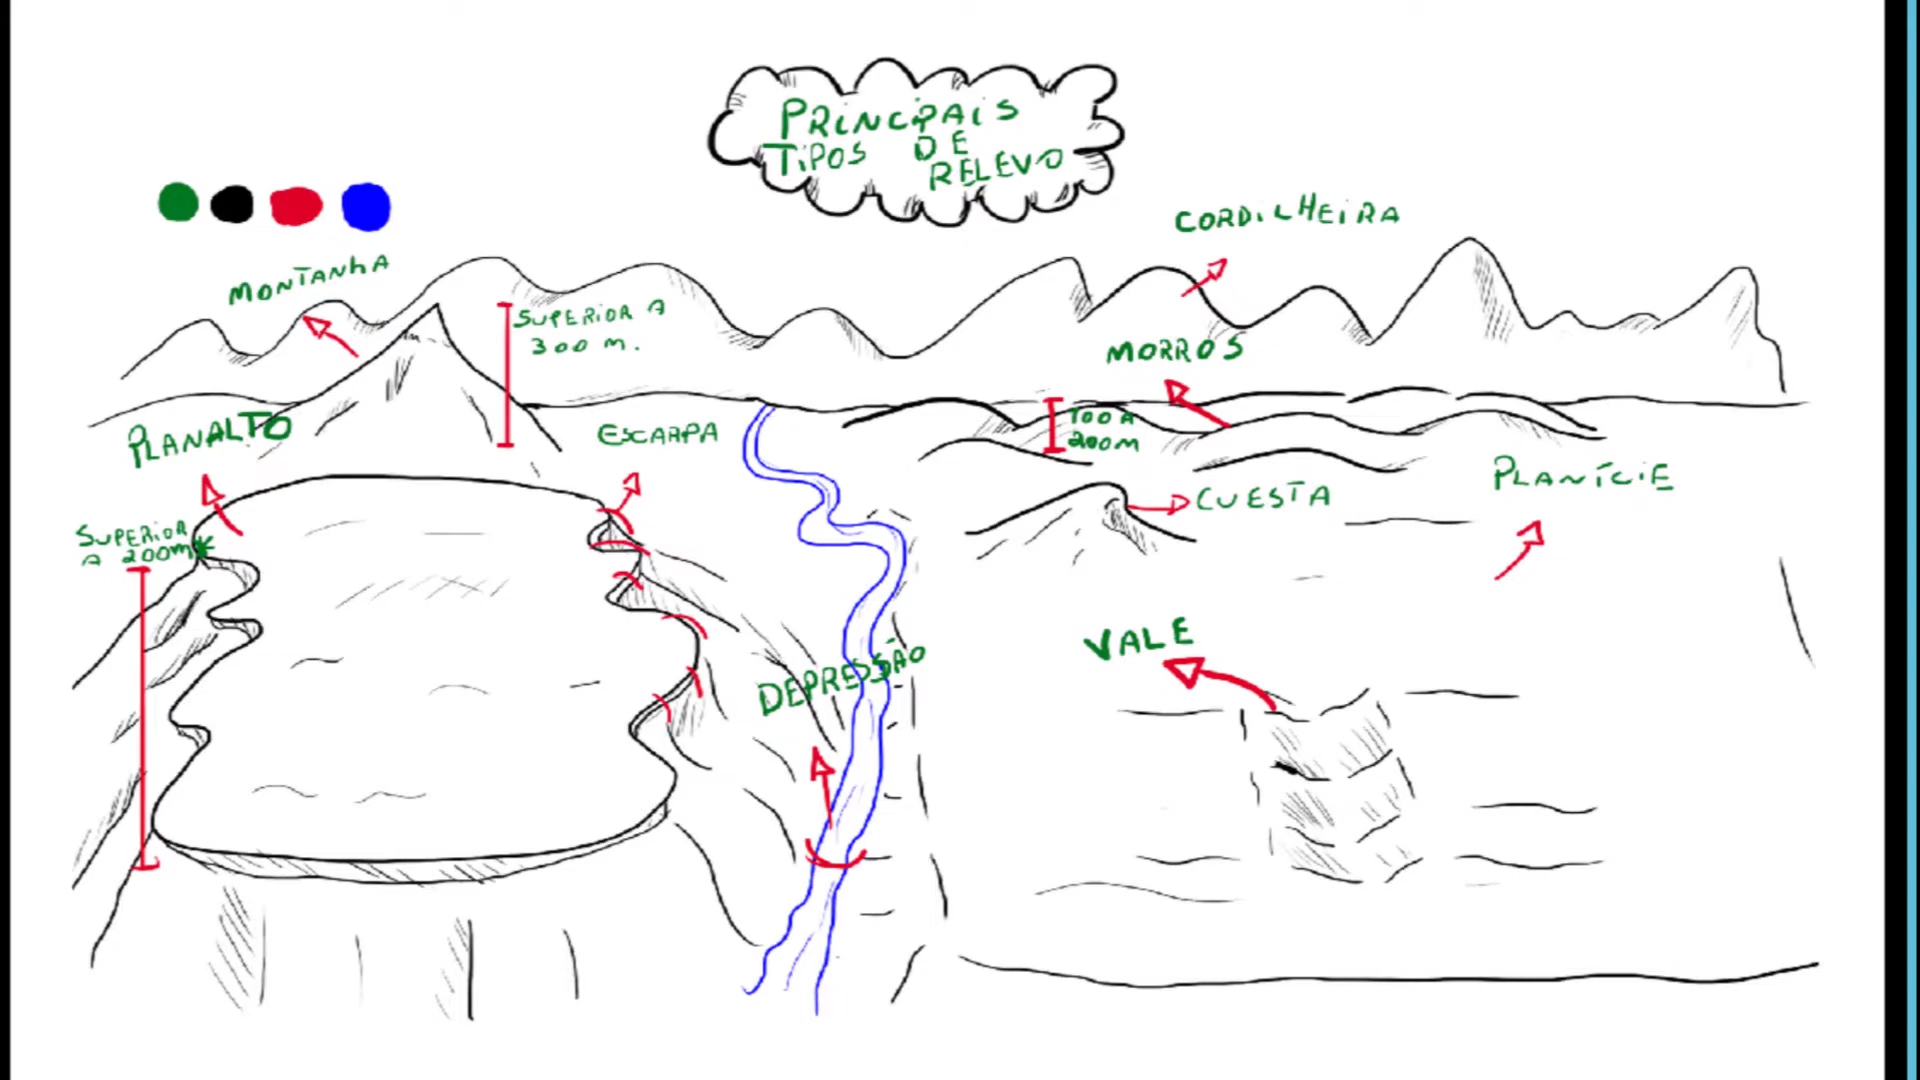 PRINCIPAIS
TIPOS DE
RELEVO
CORDILHEIRA
MONTANHA
SUPERIOR A
300 m.
MORROS
PLANALTO
ESCARPA
100 A
200m
PLANÍCIE
CUESTA
SUPERIOR
A 200m
VALE
DEPRESSÃO